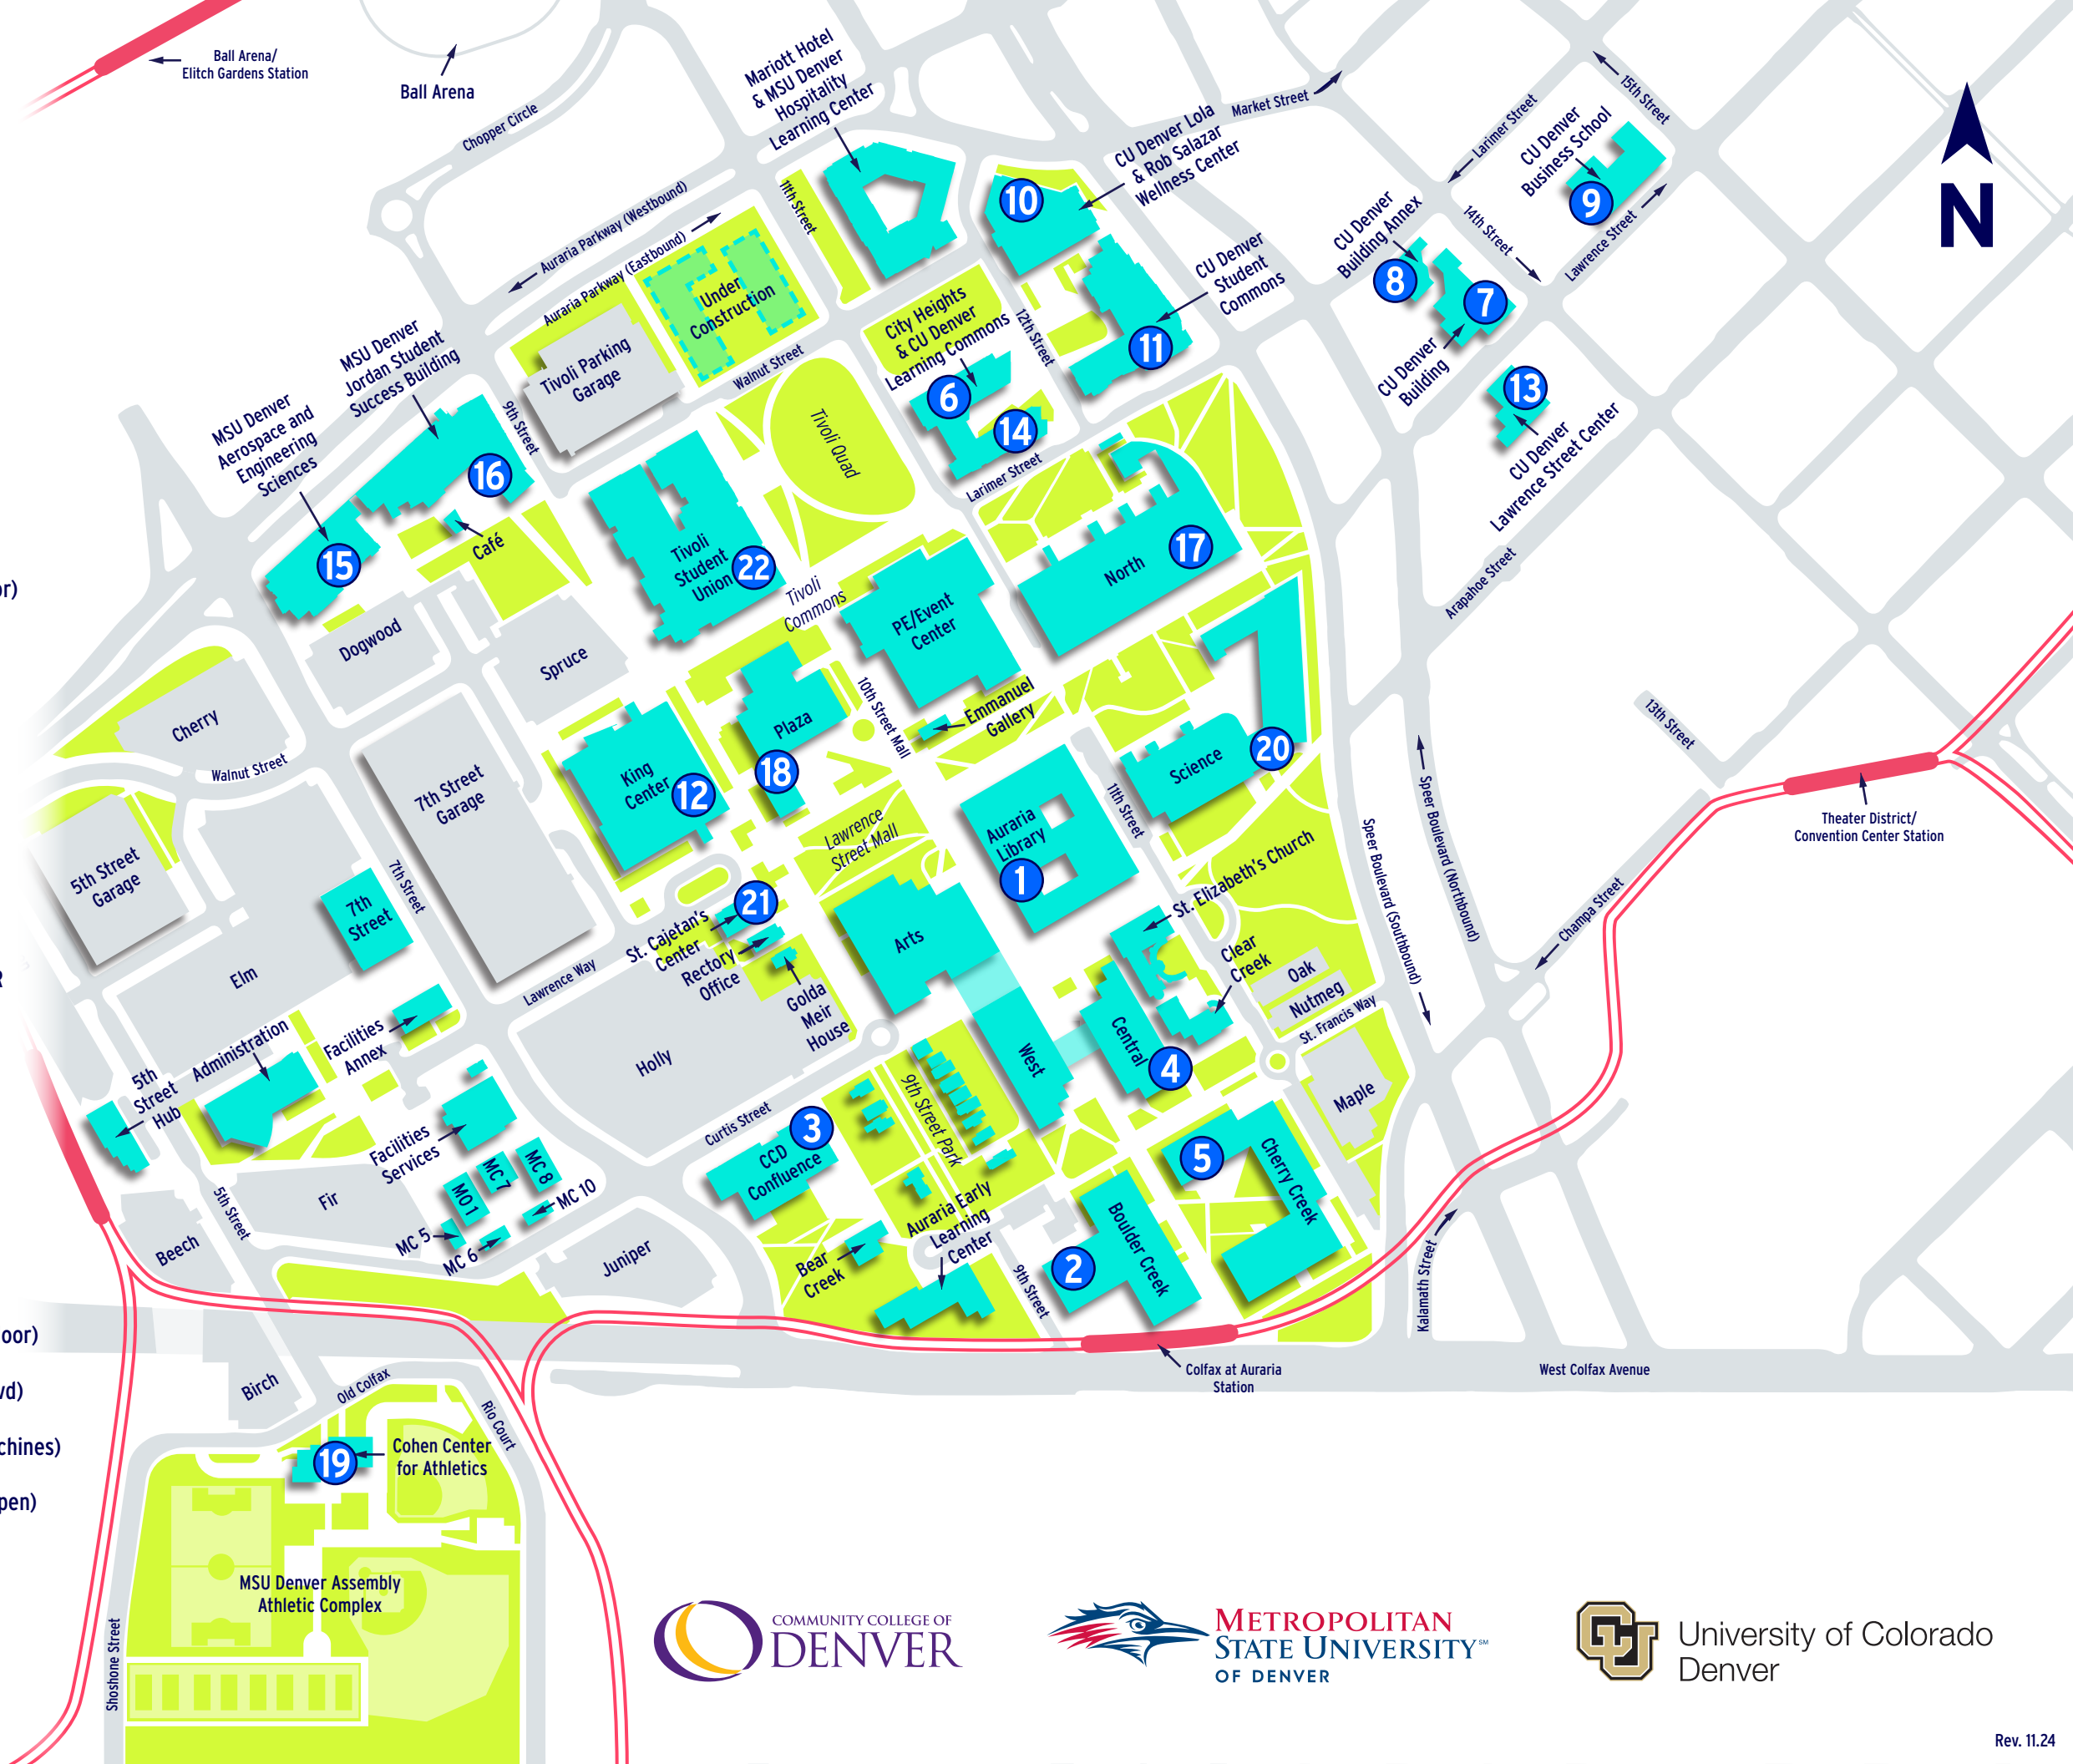 Ball Arena/
Elitch Gardens Station
Ball Arena
Chopper Circle
Mariott Hotel
& MSU Denver
Hospitality
Learning Center
Market Street
CU Denver Lola
& Rob Salazar
Wellness Center
10
Larimer Street
15th Street
CU Denver
Business School
9
14th Street
Lawrence Street
N
CU Denver
Building Annex
8
7
CU Denver
Building
13
CU Denver
Lawrence Street Center
CU Denver
Student
Commons
11
11th Street
Auraria Parkway (Westbound)
Auraria Parkway (Eastbound)
Under
Construction
Tivoli Parking
Garage
Walnut Street
City Heights
& CU Denver
Learning Commons
6
14
12th Street
Larimer Street
MSU Denver
Jordan Student
Success Building
16
MSU Denver
Aerospace and
Engineering
Sciences
15
Café
9th Street
Tivoli Quad
Tivoli
Student
Union
22
Tivoli
Commons
North
17
PE/Event
Center
Arapahoe Street
Dogwood
Spruce
Cherry
Walnut Street
7th Street
Garage
King
Center
12
Plaza
18
10th Street Mall
Emmanuel
Gallery
Science
20
11th Street
Auraria
Library
1
Lawrence
Street Mall
13th Street
Theater District/
Convention Center Station
Speer Boulevard (Northbound)
Speer Boulevard (Southbound)
Champa Street
5th Street
Garage
7th
Street
7th Street
Elm
Lawrence Way
21
St. Cajetan's
Center
Rectory
Office
Golda
Meir
House
Arts
St. Elizabeth's Church
Clear
Creek
Oak
Nutmeg
St. Francis Way
Maple
Central
4
West
Holly
Facilities
Annex
Administration
5th
Street
Hub
Facilities
Services
MC 8
MC 7
MO 1
MC 10
MC 5
MC 6
Fir
5th Street
Beech
Juniper
Curtis Street
3
CCD
Confluence
9th Street Park
Auraria Early
Learning
Center
Bear
Creek
9th Street
2
Boulder Creek
5
Cherry Creek
Kalamath Street
Colfax at Auraria
Station
West Colfax Avenue
Birch
Old Colfax
Rio Court
19
Cohen Center
for Athletics
MSU Denver Assembly
Athletic Complex
Shoshone Street
or)
R
oor)
vd)
chines)
pen)
COMMUNITY COLLEGE OF
DENVER
METROPOLITAN
STATE UNIVERSITY℠
OF DENVER
CU
University of Colorado
Denver
Rev. 11.24